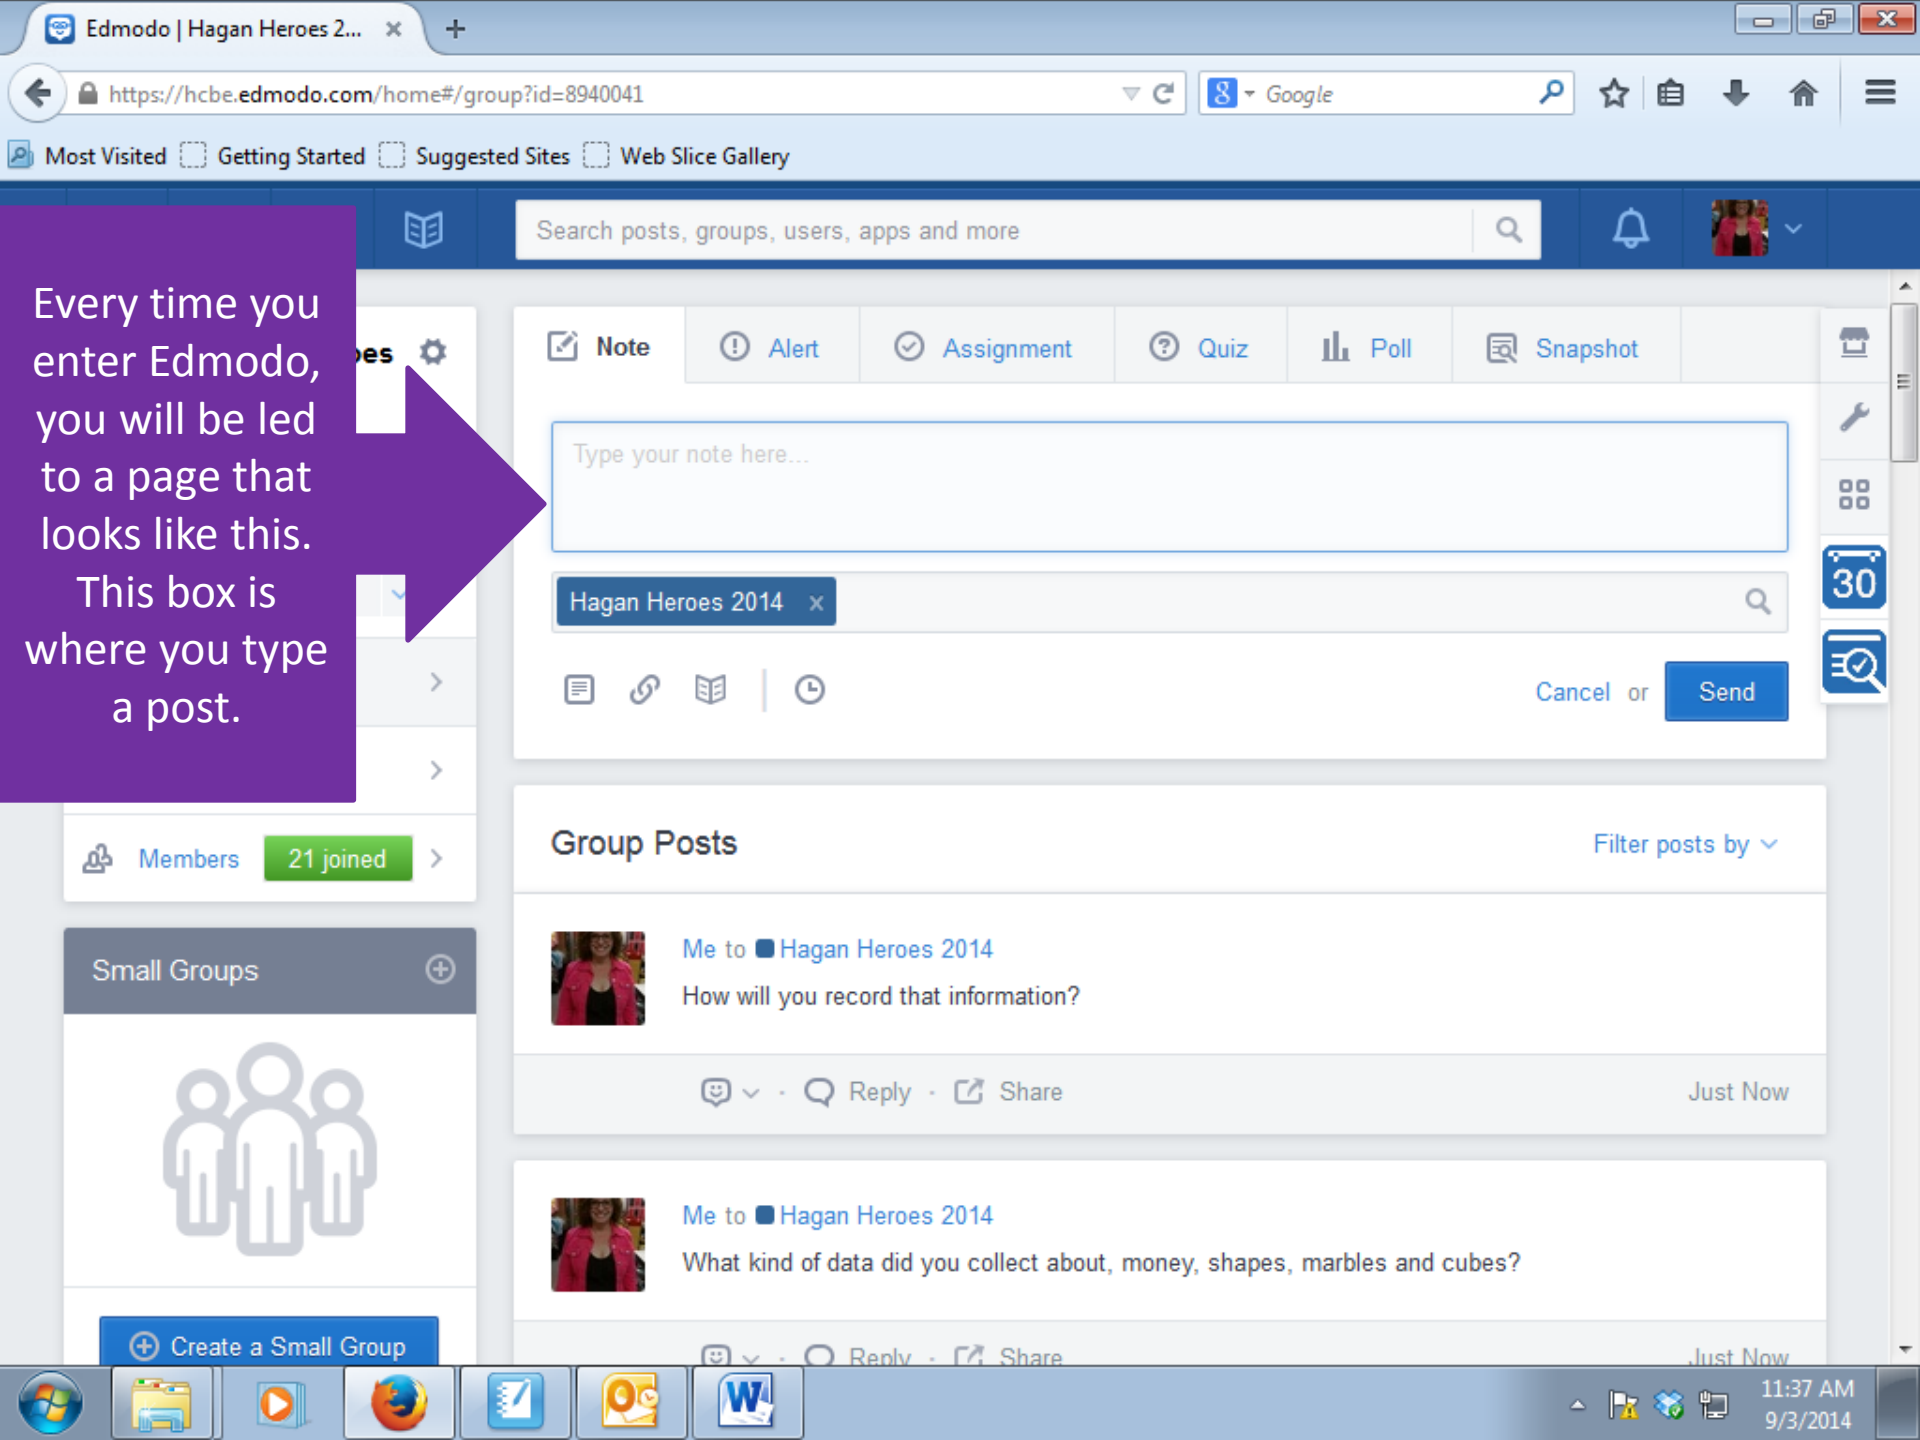 Edmodo | Hagan Heroes 2...
https://hcbe.edmodo.com/home#/group?id=8940041
Google
Most Visited
Getting Started
Suggested Sites
Web Slice Gallery
Search posts, groups, users, apps and more
Every time you
enter Edmodo,
you will be led
to a page that
looks like this.
This box is
where you type
a post.
Note
Alert
Assignment
Quiz
Poll
Snapshot
Type your note here...
Hagan Heroes 2014 x
30
Cancel or Send
Members
21 joined
Group Posts
Filter posts by
Small Groups
Me to Hagan Heroes 2014
How will you record that information?
Reply · Share
Just Now
Me to Hagan Heroes 2014
What kind of data did you collect about, money, shapes, marbles and cubes?
Create a Small Group
Reply · Share
Just Now
11:37 AM
9/3/2014